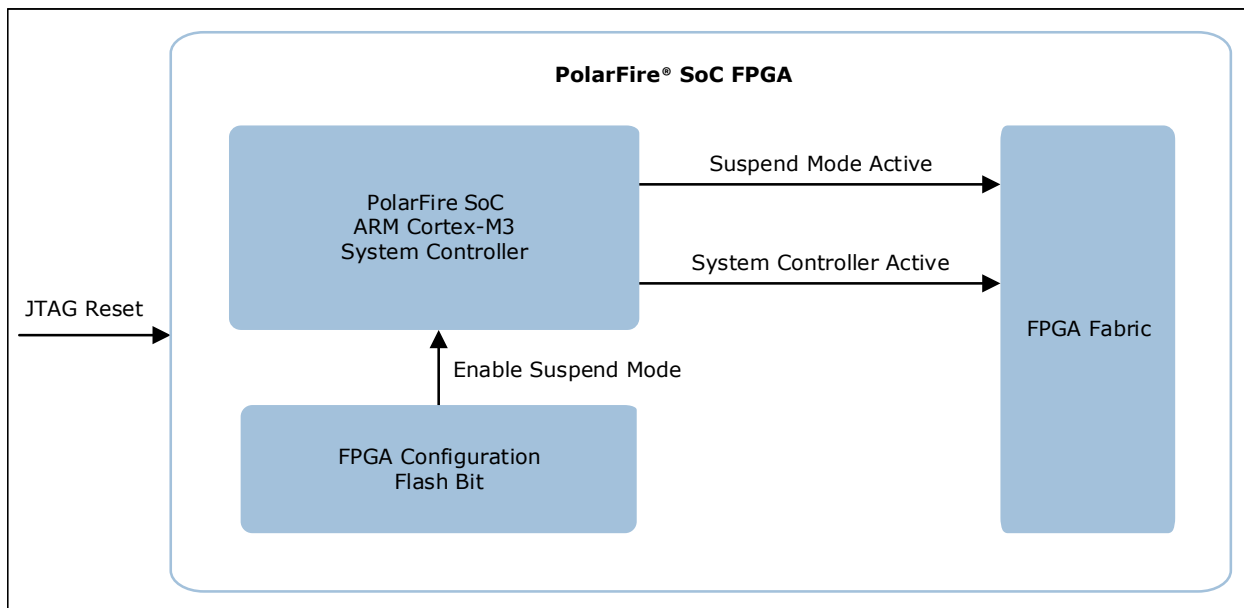 PolarFire® SoC FPGA
PolarFire SoC
ARM Cortex-M3
System Controller
Suspend Mode Active
System Controller Active
FPGA Fabric
JTAG Reset
Enable Suspend Mode
FPGA Configuration
Flash Bit